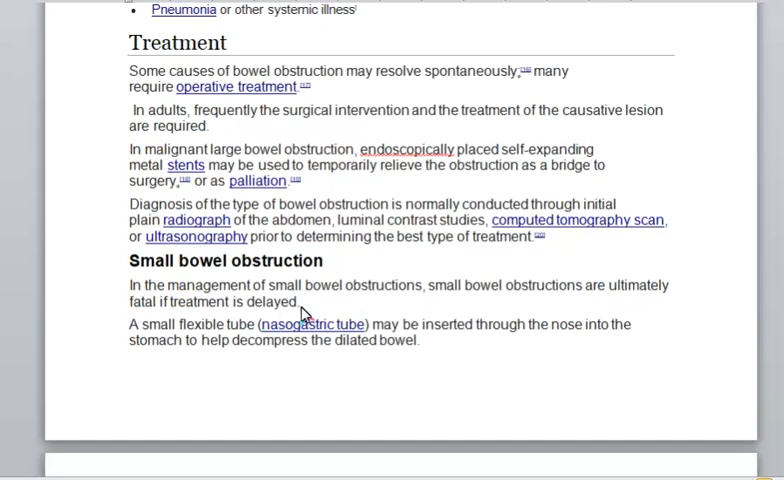 Pneumonia or other systemic illness
Treatment
Some causes of bowel obstruction may resolve spontaneously; many
require operative treatment.
In adults, frequently the surgical intervention and the treatment of the causative lesion
are required.
In malignant large bowel obstruction, endoscopically placed self-expanding
metal stents may be used to temporarily relieve the obstruction as a bridge to
surgery, or as palliation.
Diagnosis of the type of bowel obstruction is normally conducted through initial
plain radiograph of the abdomen, luminal contrast studies, computed tomography scan,
or ultrasonography prior to determining the best type of treatment.
Small bowel obstruction
In the management of small bowel obstructions, small bowel obstructions are ultimately
fatal if treatment is delayed.
A small flexible tube (nasogastric tube) may be inserted through the nose into the
stomach to help decompress the dilated bowel.